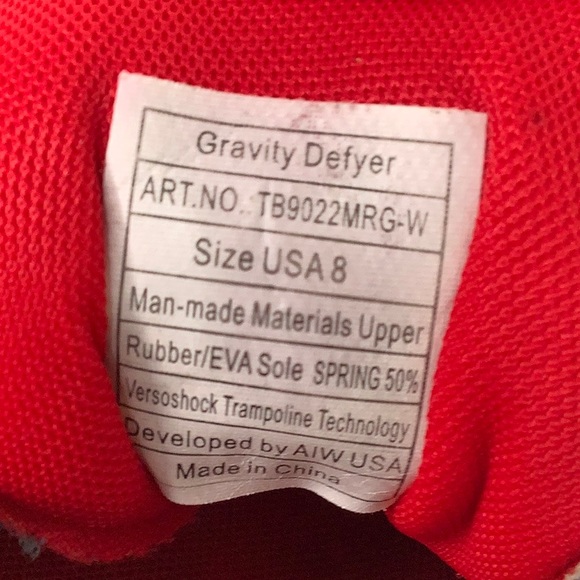 Gravity Defyer
ART.NO. TB9022MRG-W
Size USA 8
Man-made Materials Upper
Rubber/EVA Sole SPRING 50%
Versoshock Trampoline Technology
Developed by AIW USA
Made in China